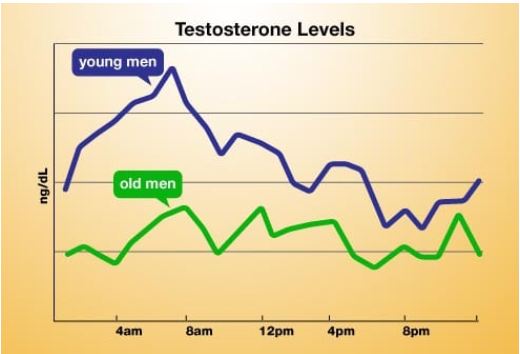 Testosterone Levels
young men
old men
ng/dL
4am 8am 12pm 4pm 8pm